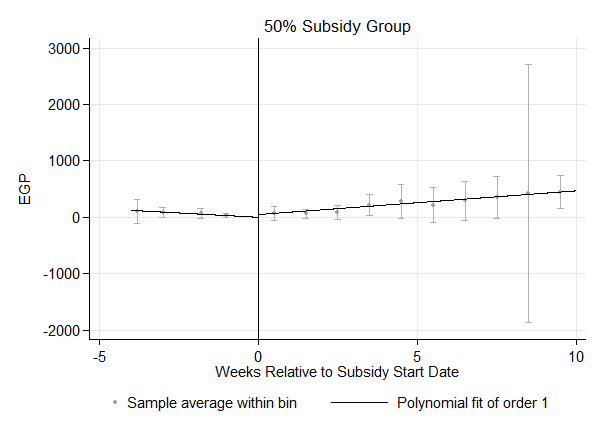 50% Subsidy Group
3000
2000
1000
0
-1000
-2000
EGP
-5
0
5
10
Weeks Relative to Subsidy Start Date
Sample average within bin
Polynomial fit of order 1